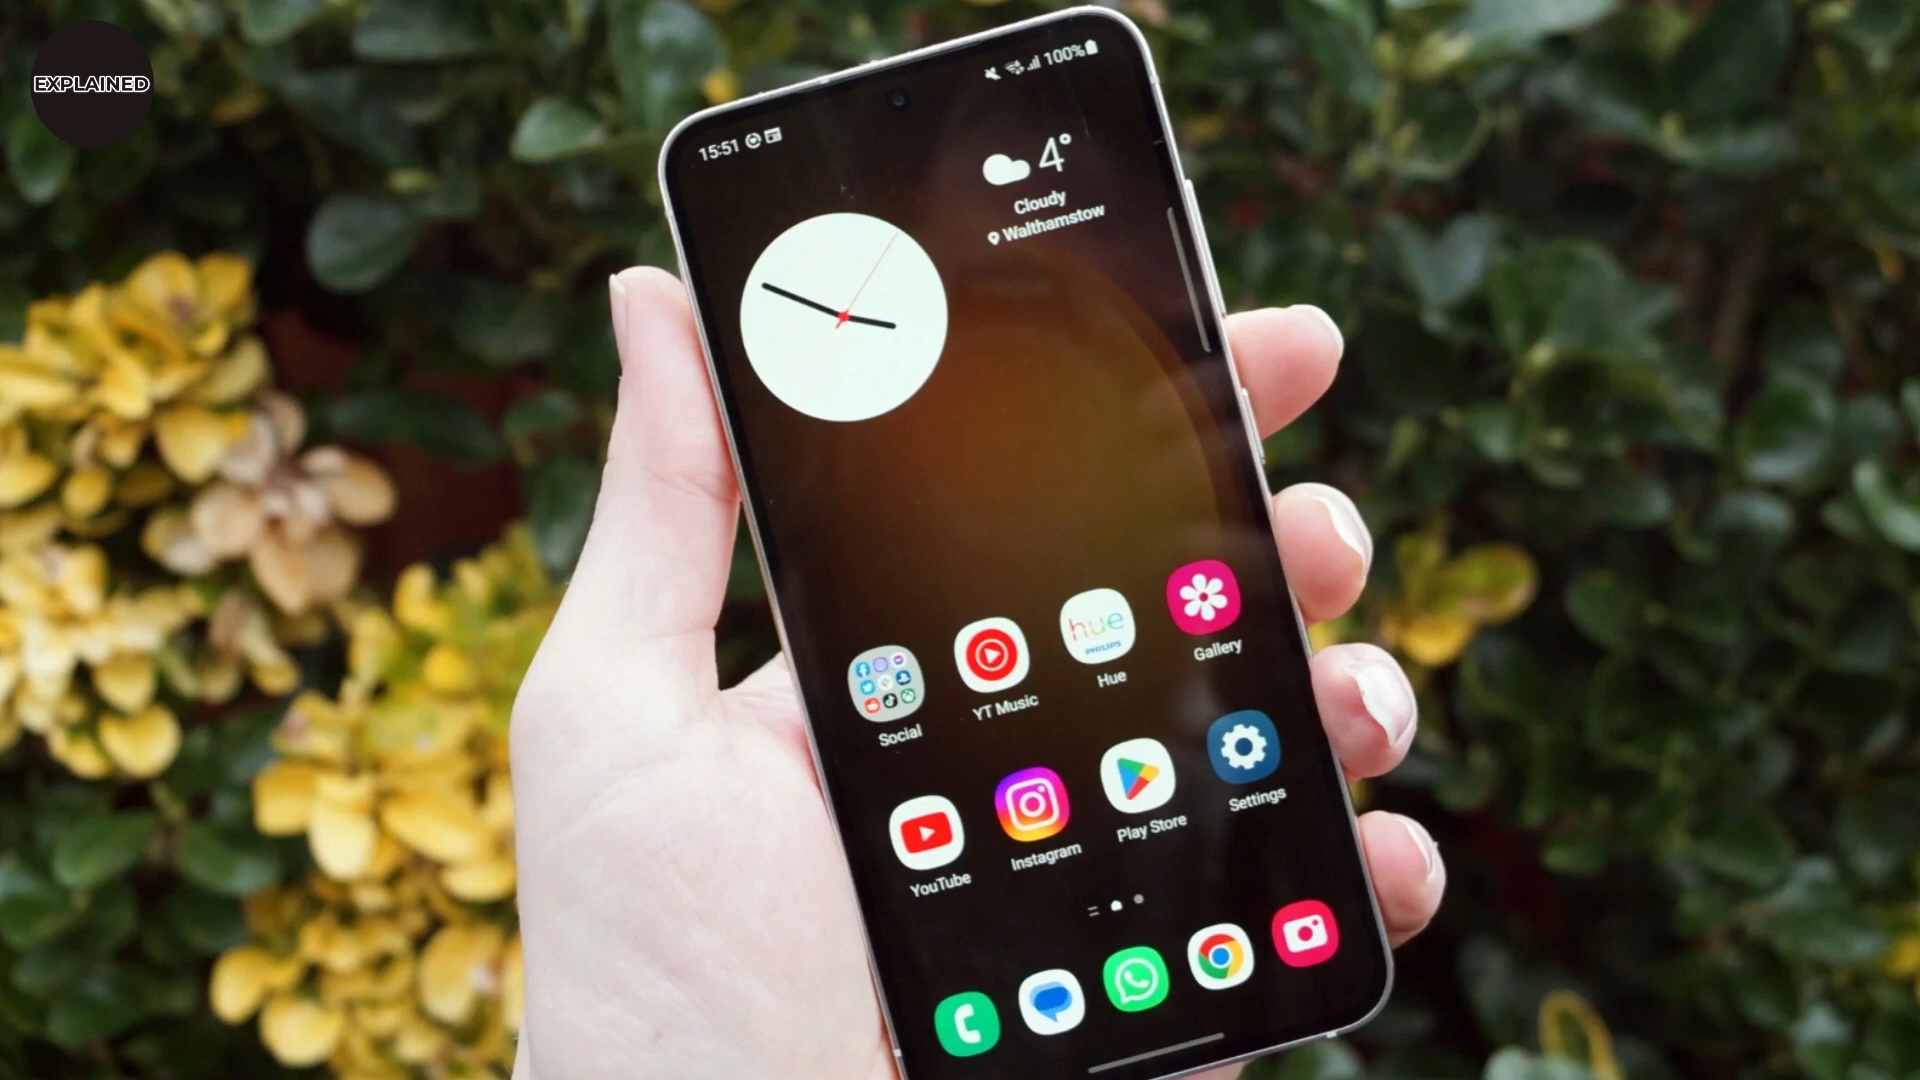 EXPLAINED
15:51
100%
4°
Cloudy
Walthamstow
Social
YT Music
hue
PHILIPS
Hue
Gallery
YouTube
Instagram
Play Store
Settings